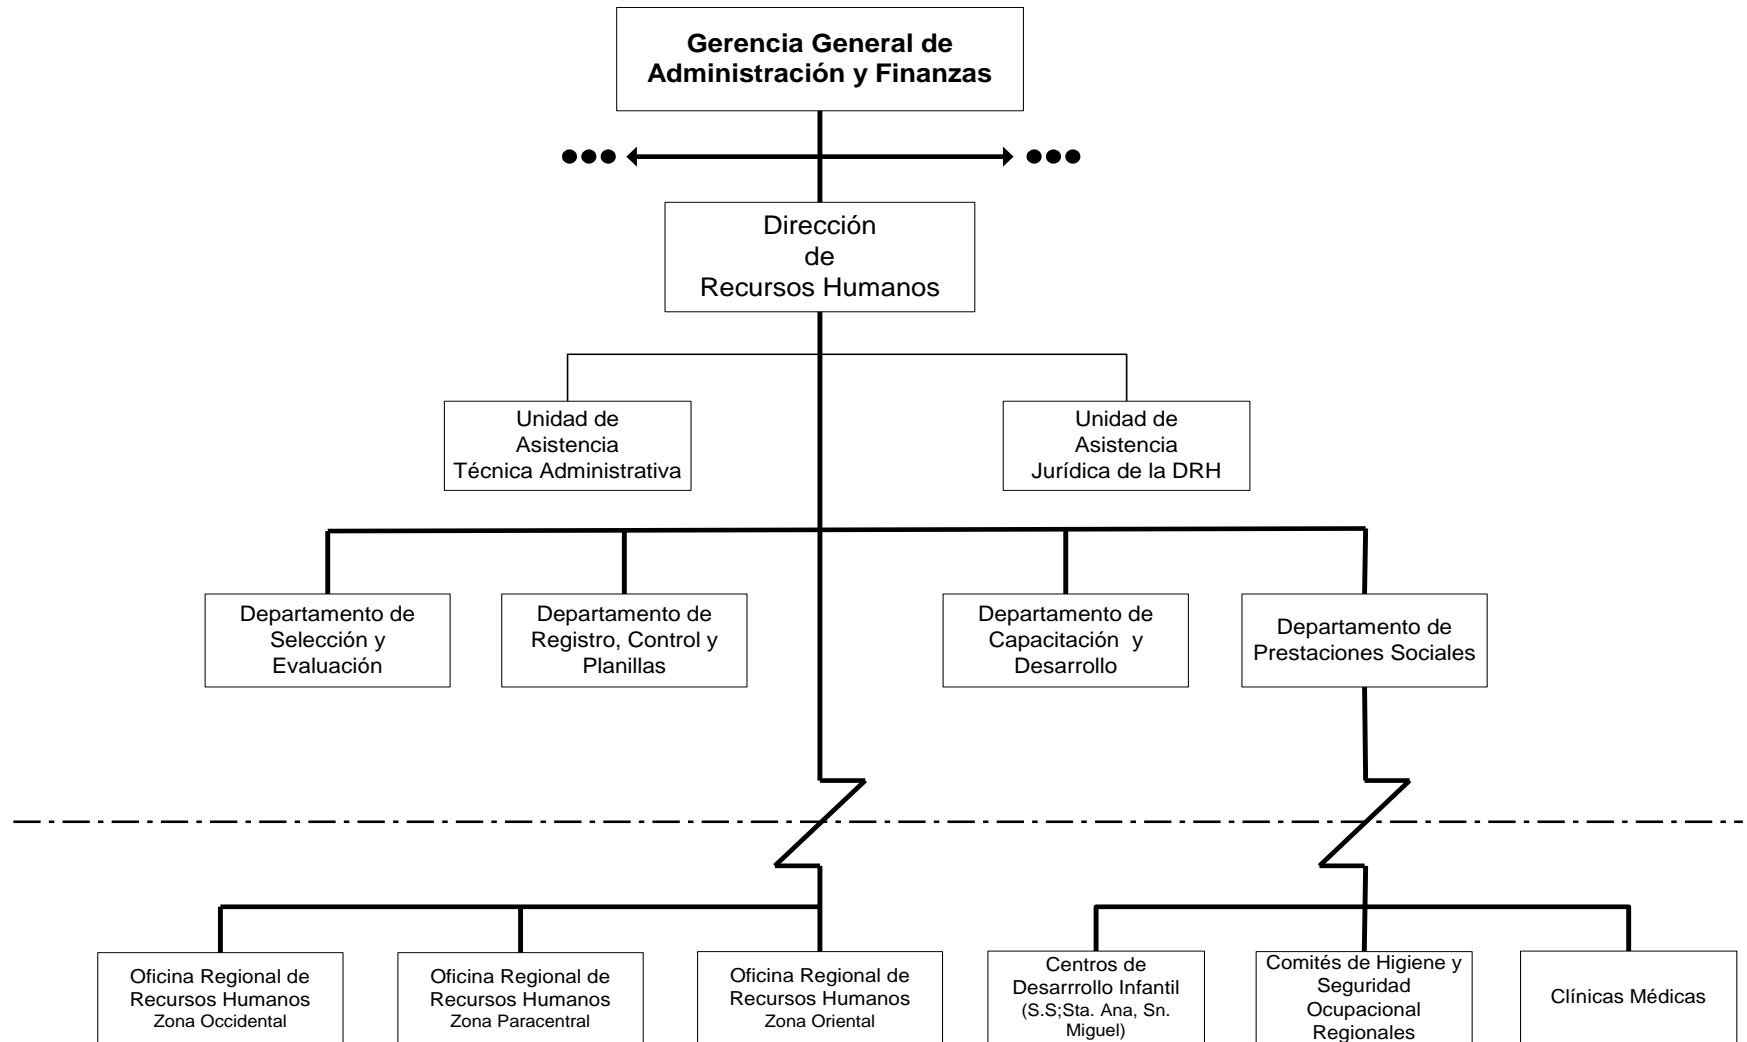 Gerencia General de
Administración y Finanzas
Dirección
de
Recursos Humanos
Unidad de
Asistencia
Técnica Administrativa
Unidad de
Asistencia
Jurídica de la DRH
Departamento de
Selección y
Evaluación
Departamento de
Registro, Control y
Planillas
Departamento de
Capacitación y
Desarrollo
Departamento de
Prestaciones Sociales
Oficina Regional de
Recursos Humanos
Zona Occidental
Oficina Regional de
Recursos Humanos
Zona Paracentral
Oficina Regional de
Recursos Humanos
Zona Oriental
Centros de
Desarrrollo Infantil
(S.S;Sta. Ana, Sn.
Miguel)
Comités de Higiene y
Seguridad
Ocupacional
Regionales
Clínicas Médicas